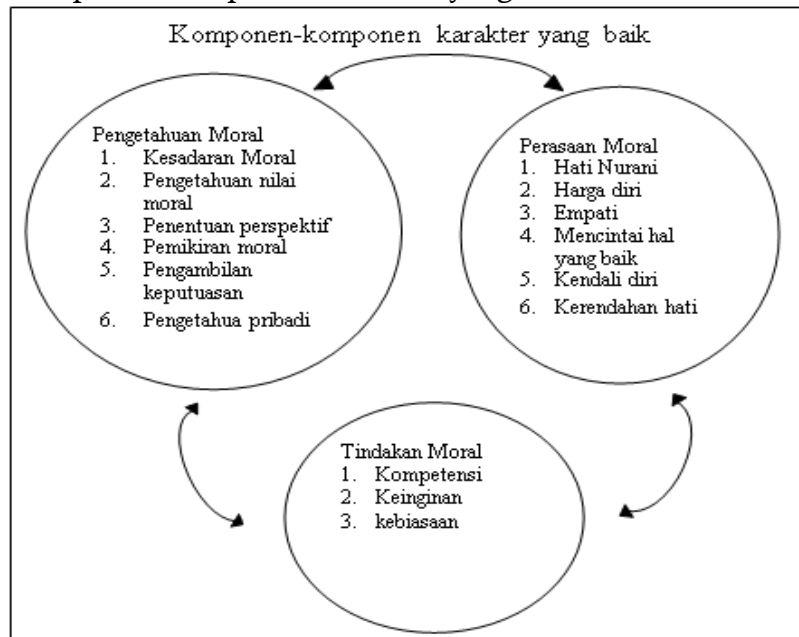 Komponen-komponen karakter yang baik
Pengetahuan Moral
1. Kesadaran Moral
2. Pengetahuan nilai
moral
3. Penentuan perspektif
4. Pemikiran moral
5. Pengambilan
keputuasan
6. Pengetahua pribadi
Perasaan Moral
1. Hati Nurani
2. Harga diri
3. Empati
4. Mencintai hal
yang baik
5. Kendali diri
6. Kerendahan hati
Tindakan Moral
1. Kompetensi
2. Keinginan
3. kebiasaan